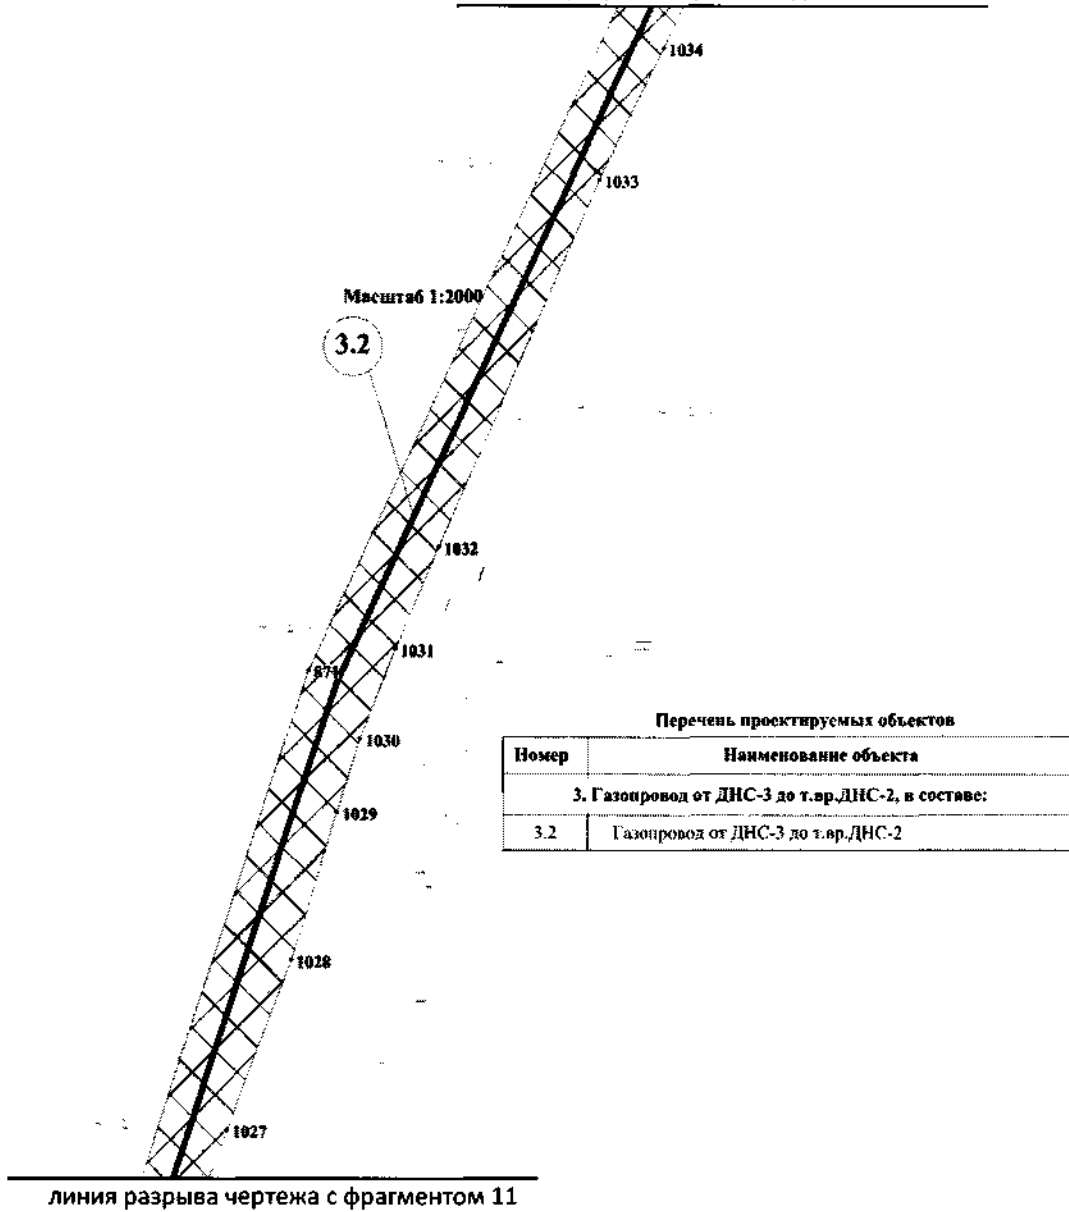 1034
1033
Масштаб 1:2000
3.2
1032
1031
871
1030
Перечень проектируемых объектов
Номер Наименование объекта
1029
3. Газопровод от ДНС-3 до т.вр.ДНС-2, в составе:
3.2 Газопровод от ДНС-3 до т.вр.ДНС-2
1028
1027
линия разрыва чертежа с фрагментом 11